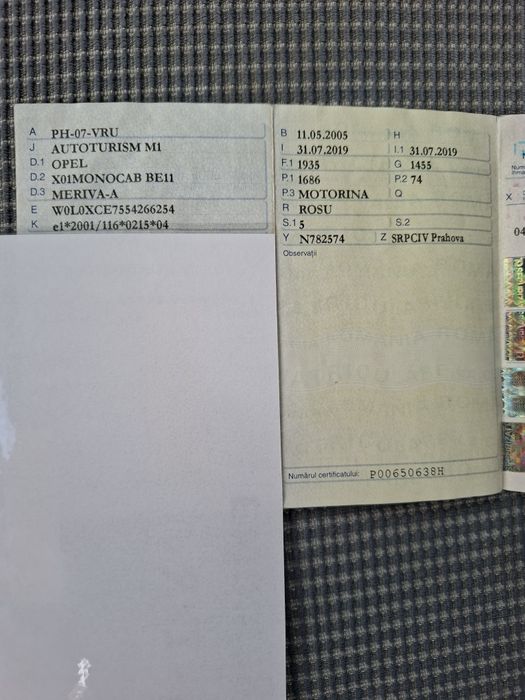 A PH-07-VRU
J AUTOTURISM M1
D.1 OPEL
D.2 X01MONOCAB BE11
D.3 MERIVA-A
E W0L0XCE7554266254
K e1*2001/116*0215*04
B 11.05.2005 H
I 31.07.2019 I.1 31.07.2019
F.1 1935 G 1455
P.1 1686 P.2 74
P.3 MOTORINA Q
R ROSU
S.1 5 S.2
Y N782574 Z SRPCIV Prahova
Observații
Numărul certificatului: P00650638H
X
04